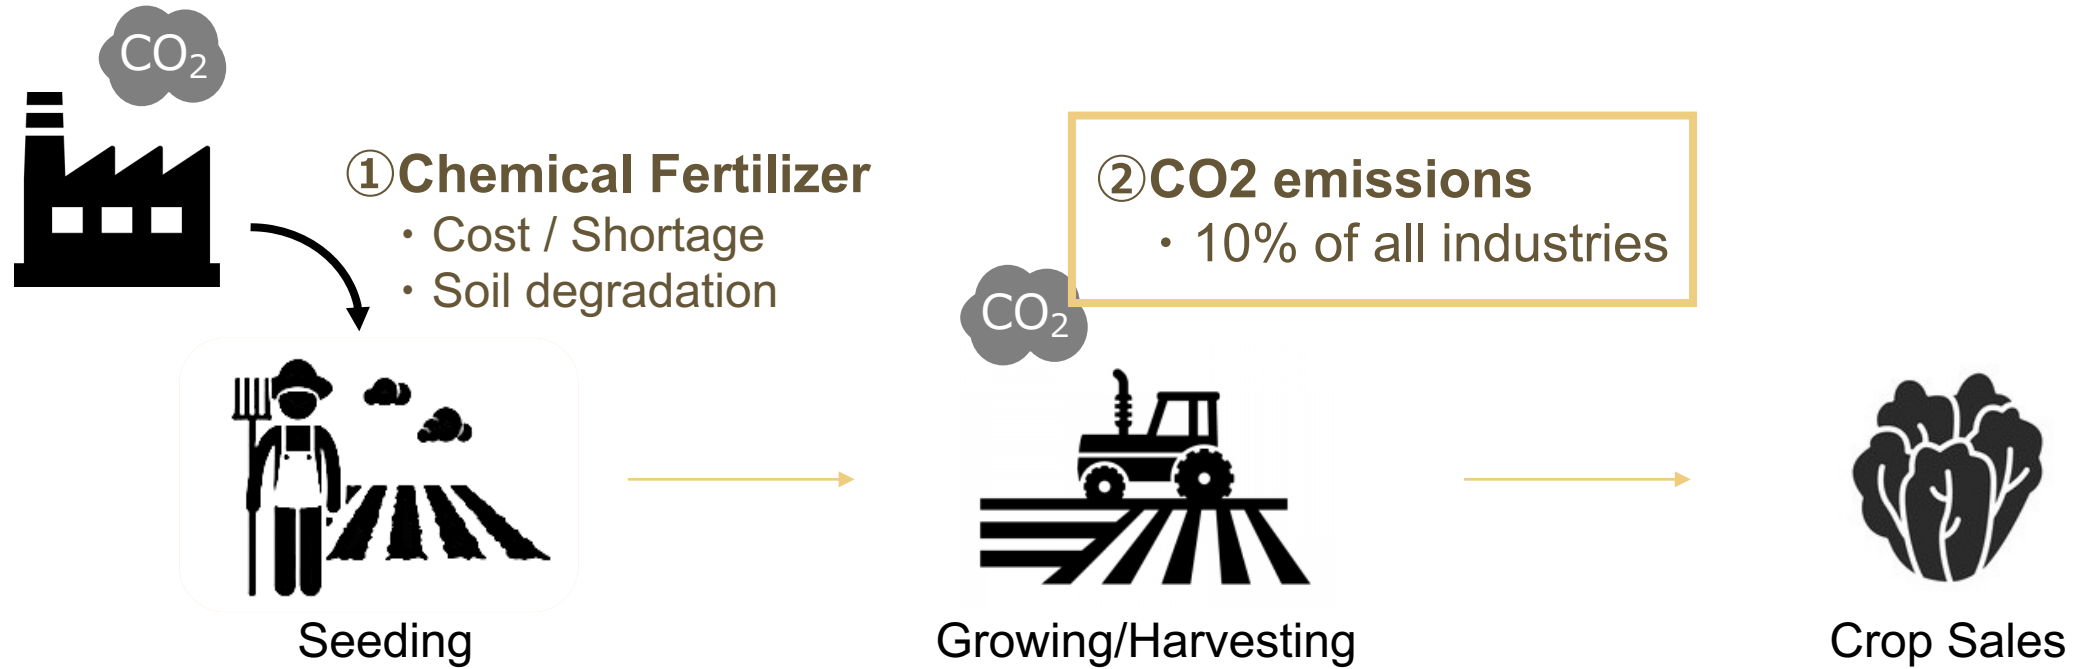 CO₂
①Chemical Fertilizer
・Cost / Shortage
・Soil degradation
②CO2 emissions
・10% of all industries
CO₂
Seeding
Growing/Harvesting
Crop Sales